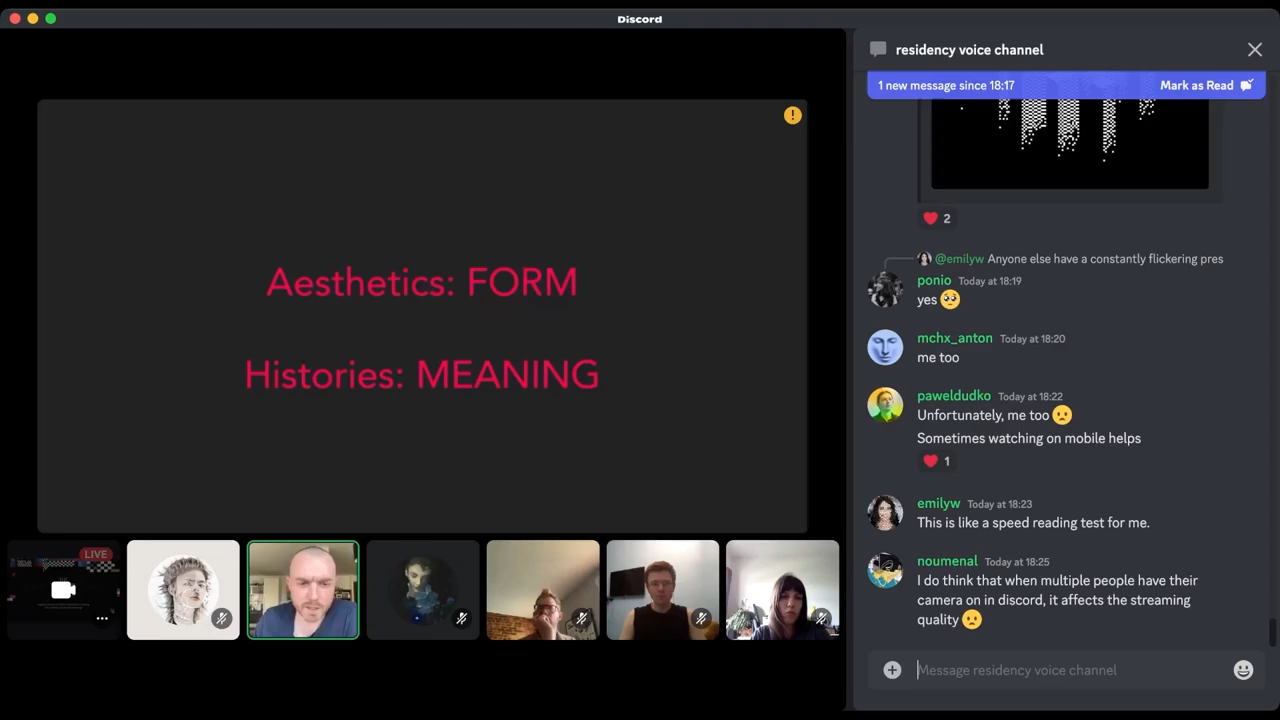 Discord
residency voice channel
1 new message since 18:17
Mark as Read
2
@emilyw Anyone else have a constantly flickering pres
ponio Today at 18:19
yes 🥺
mchx_anton Today at 18:20
me too
paweldudko Today at 18:22
Unfortunately, me too 🙁
Sometimes watching on mobile helps
1
emilyw Today at 18:23
This is like a speed reading test for me.
noumenal Today at 18:25
I do think that when multiple people have their
camera on in discord, it affects the streaming
quality 🙁
Message residency voice channel
Aesthetics: FORM
Histories: MEANING
LIVE